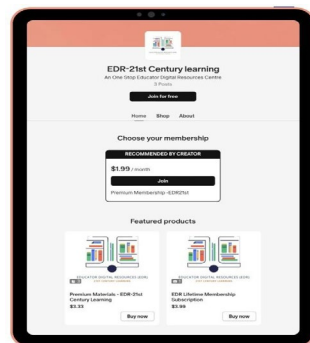 EDR-21st Century learning
An One Stop Educator Digital Resources Centre
0 Posts
Join for free
Home Shop About
Choose your membership
RECOMMENDED BY CREATOR
$1.99 / month
Join
Premium Membership -EDR21st
Featured products
EDUCATOR DIGITAL RESOURCES (EDR)
Premium Materials - EDR-21st
Century Learning
$3.33
Buy now
EDUCATOR DIGITAL RESOURCES (EDR)
EDR Lifetime Membership
Subscription
$3.99
Buy now